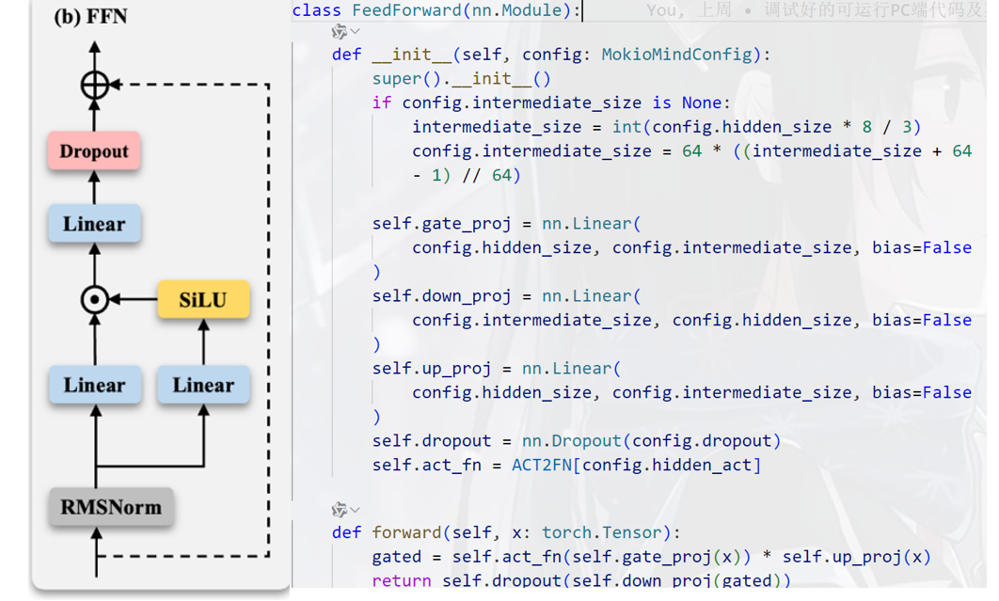 (b) FFN
Dropout
Linear
SiLU
Linear
Linear
RMSNorm
class FeedForward(nn.Module):
You, 上周 • 调试好的可运行PC端代码及
def __init__(self, config: MokioMindConfig):
super().__init__()
if config.intermediate_size is None:
intermediate_size = int(config.hidden_size * 8 / 3)
config.intermediate_size = 64 * ((intermediate_size + 64
- 1) // 64)
self.gate_proj = nn.Linear(
config.hidden_size, config.intermediate_size, bias=False
)
self.down_proj = nn.Linear(
config.intermediate_size, config.hidden_size, bias=False
)
self.up_proj = nn.Linear(
config.hidden_size, config.intermediate_size, bias=False
)
self.dropout = nn.Dropout(config.dropout)
self.act_fn = ACT2FN[config.hidden_act]
def forward(self, x: torch.Tensor):
gated = self.act_fn(self.gate_proj(x)) * self.up_proj(x)
return self.dropout(self.down_proj(gated))